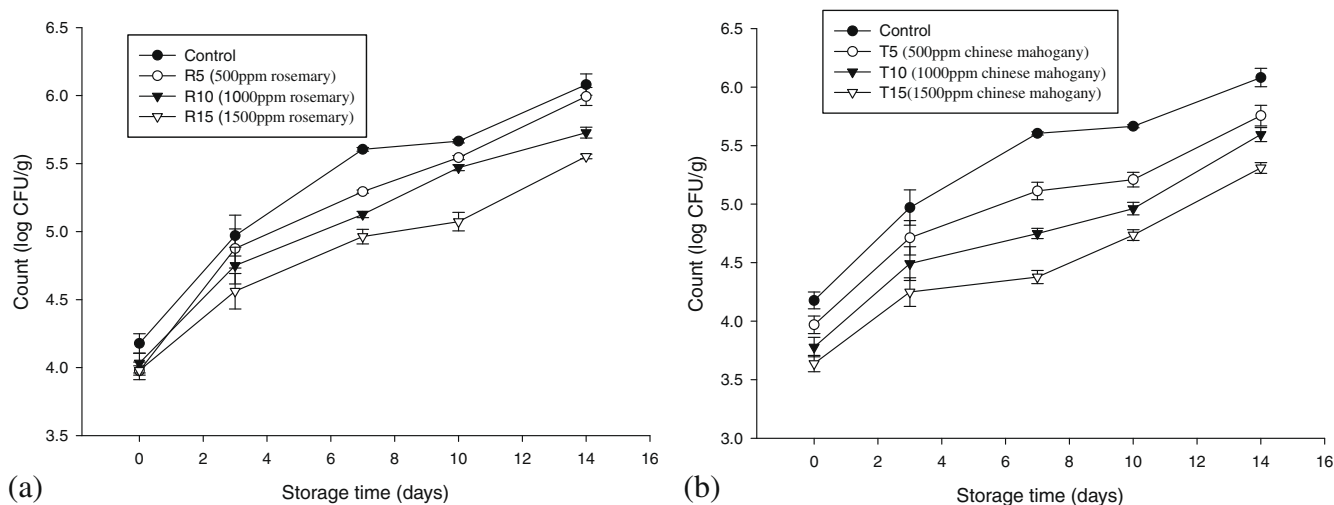 6.5
6.0
5.5
5.0
4.5
4.0
3.5
Count (log CFU/g)
Control
R5 (500ppm rosemary)
R10 (1000ppm rosemary)
R15 (1500ppm rosemary)
0 2 4 6 8 10 12 14 16
Storage time (days)
(a)
6.5
6.0
5.5
5.0
4.5
4.0
3.5
3.0
Count (log CFU/g)
Control
T5 (500ppm chinese mahogany)
T10 (1000ppm chinese mahogany)
T15(1500ppm chinese mahogany)
0 2 4 6 8 10 12 14 16
Storage time (days)
(b)